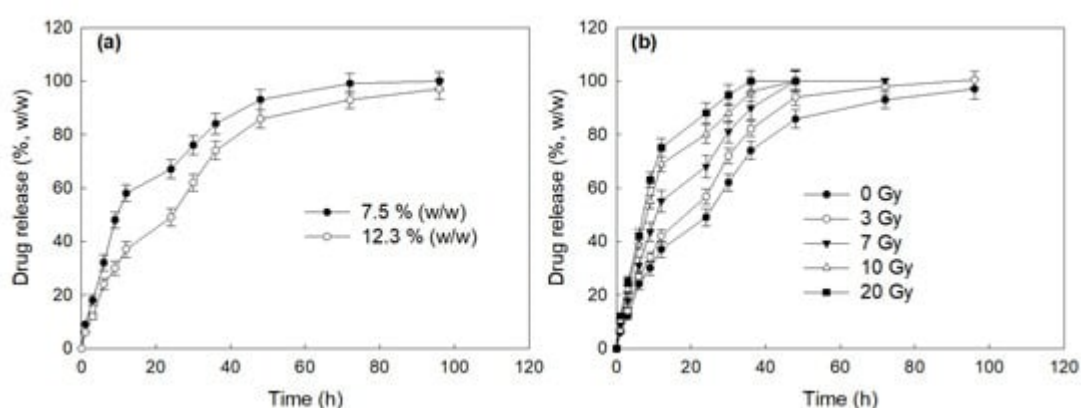 (a)
Drug release (%, w/w)
120
100
80
60
40
20
0
7.5 % (w/w)
12.3 % (w/w)
0 20 40 60 80 100 120
Time (h)
(b)
Drug release (%, w/w)
120
100
80
60
40
20
0
0 Gy
3 Gy
7 Gy
10 Gy
20 Gy
0 20 40 60 80 100 120
Time (h)